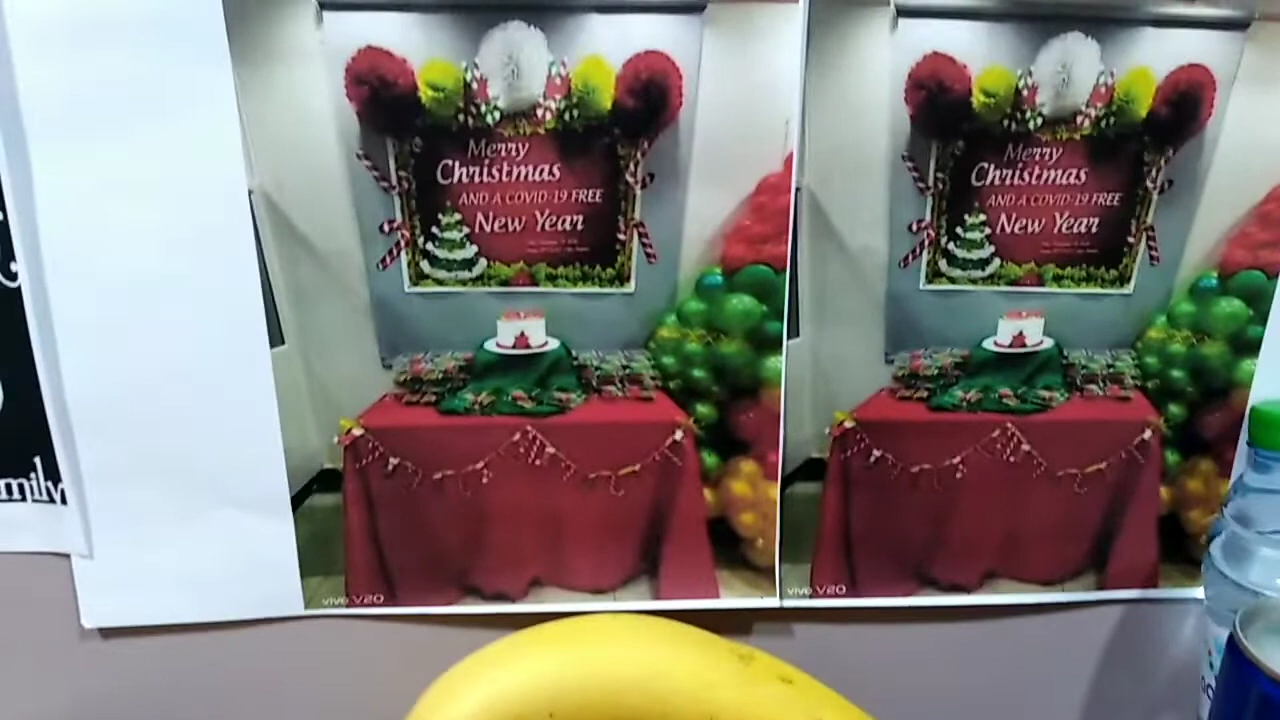 Merry
Christmas
AND A COVID-19 FREE
New Year
vivo V20
Merry
Christmas
AND A COVID-19 FREE
New Year
vivo V20
mily